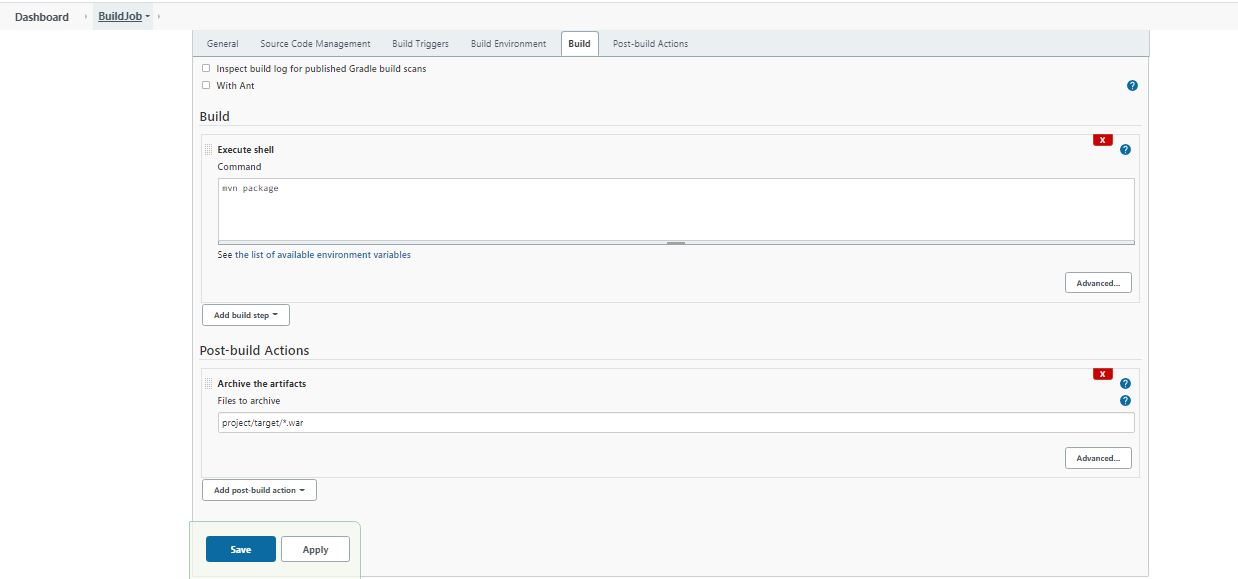 Dashboard BuildJob
General Source Code Management Build Triggers Build Environment Build Post-build Actions
Inspect build log for published Gradle build scans
With Ant
?
Build
X
Execute shell
?
Command
mvn package
See the list of available environment variables
Advanced...
Add build step
Post-build Actions
X
Archive the artifacts
?
Files to archive
?
project/target/*.war
Advanced...
Add post-build action
Save Apply